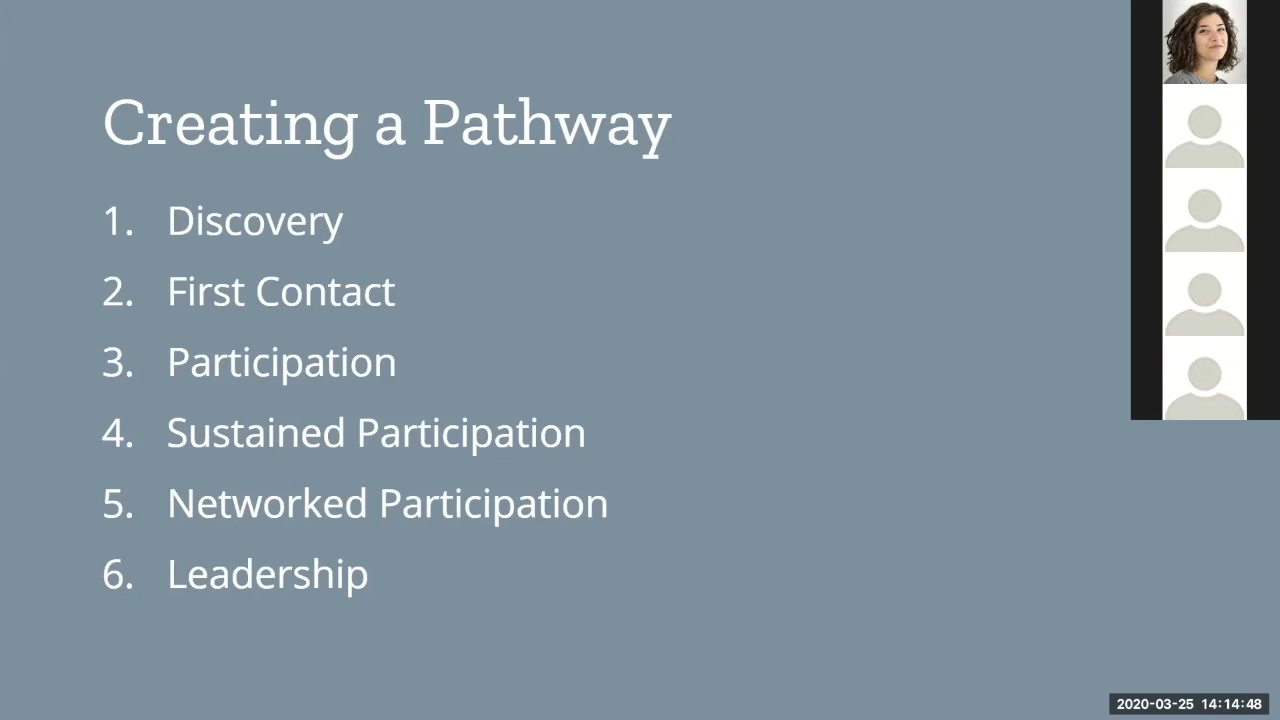 Creating a Pathway
1. Discovery
2. First Contact
3. Participation
4. Sustained Participation
5. Networked Participation
6. Leadership
2020-03-25 14:14:48